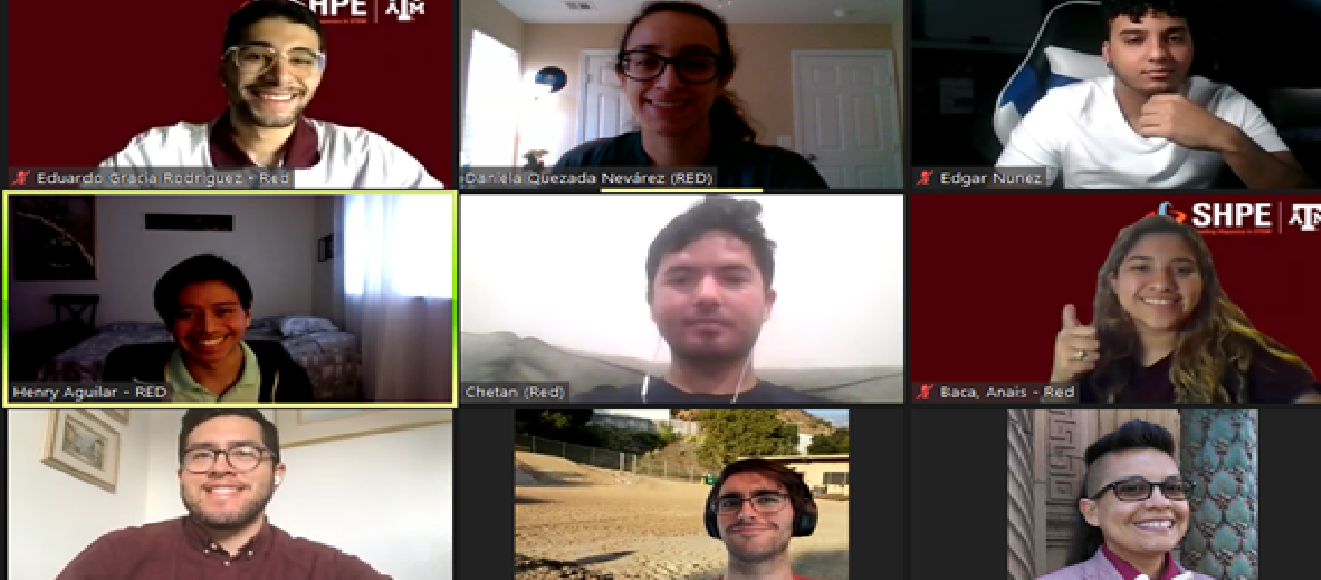 SHPE | ATM
Eduardo Gracia Rodriguez - Red
Daniela Quezada Nevárez (RED)
Edgar Nunez
Henry Aguilar - RED
Chetan (Red)
SHPE
Baca, Anais - Red